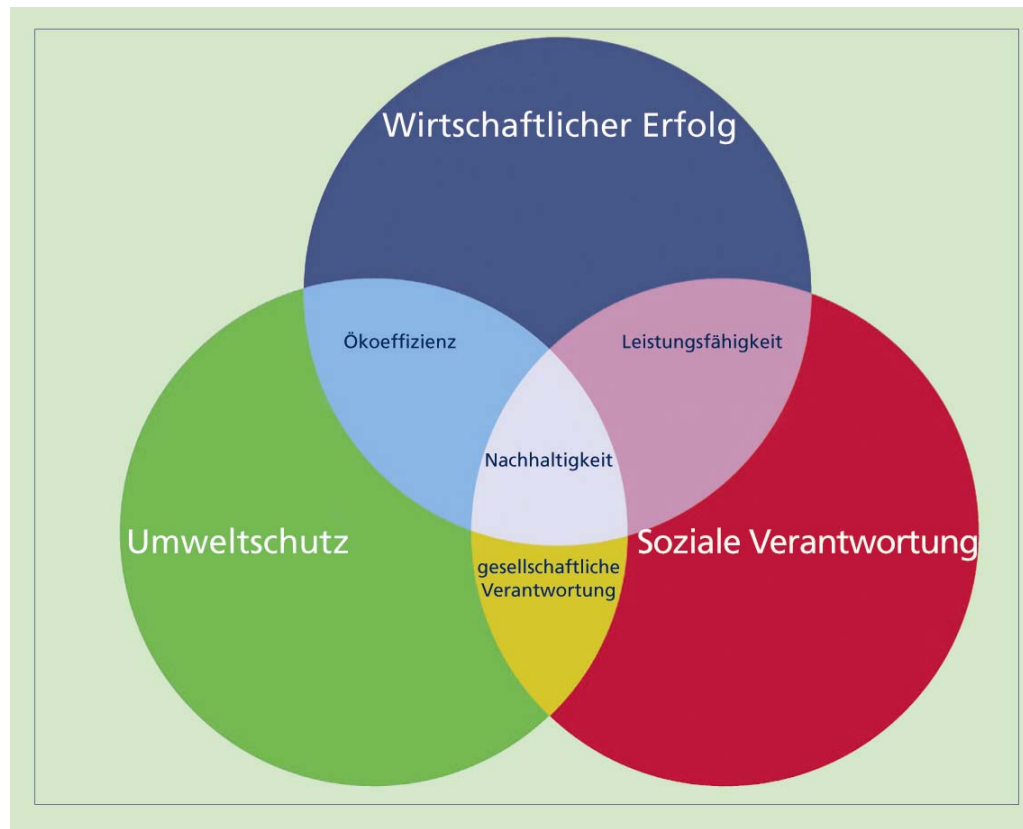 Wirtschaftlicher Erfolg
Ökoeffizienz
Leistungsfähigkeit
Nachhaltigkeit
Umweltschutz
Soziale Verantwortung
gesellschaftliche
Verantwortung